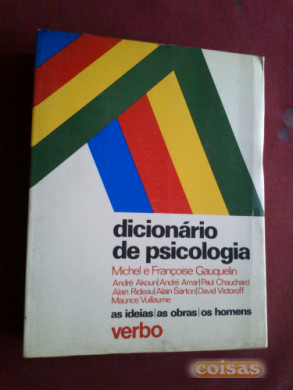 dicionário
de psicologia
Michel e Françoise Gauquelin
André Akoun|André Amar|Paul Chauchard
Alain Rideau|Alain Sarton|David Victoroff
Maurice Vuillaume
as ideias|as obras|os homens
verbo
coisas